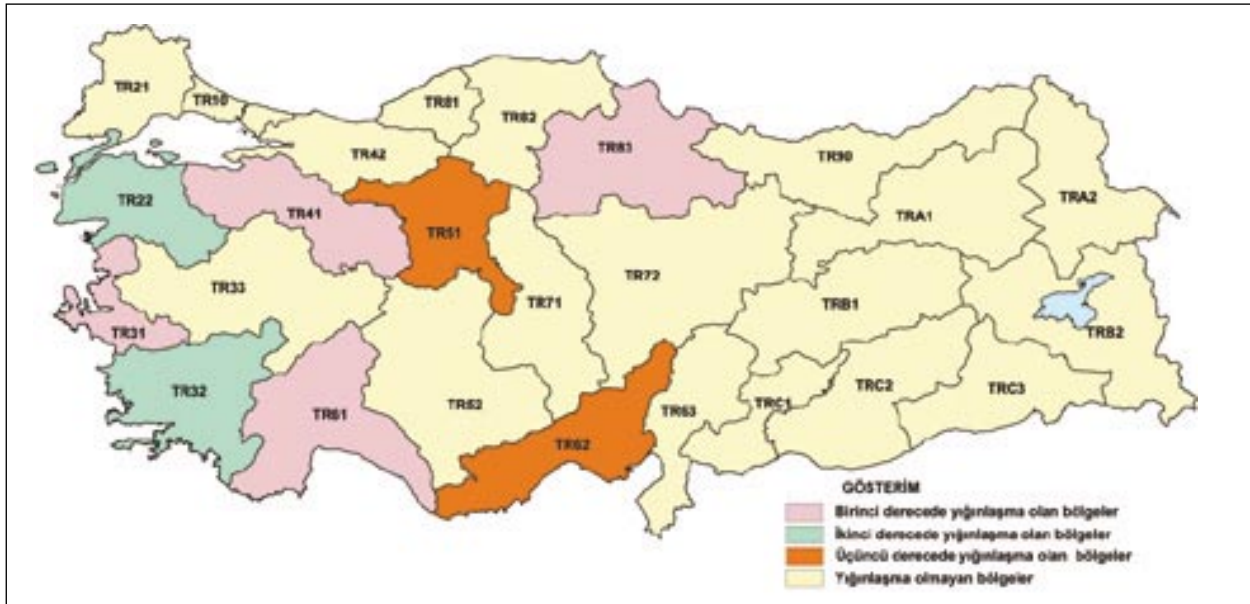 TR21
TR10
TR81
TR82
TR83
TR42
TR90
TR22
TR41
TRA1
TRA2
TR51
TR72
TR33
TR71
TRB1
TR31
TRB2
TR32
TRC2
TRC3
TR52
TR61
TR63
TRC1
TR62
GÖSTERİM
Birinci derecede yığınlaşma olan bölgeler
İkinci derecede yığınlaşma olan bölgeler
Üçüncü derecede yığınlaşma olan bölgeler
Yığınlaşma olmayan bölgeler